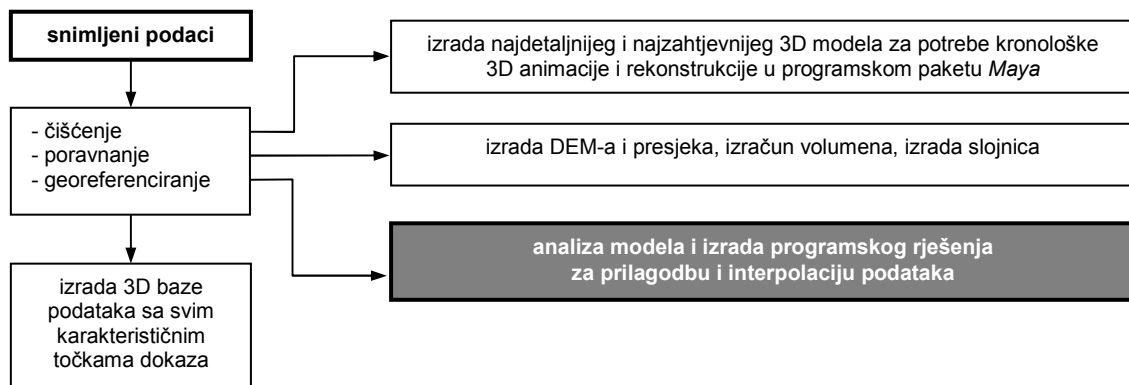 snimljeni podaci
- čišćenje
- poravnanje
- georeferenciranje
izrada 3D baze
podataka sa svim
karakterističnim
točkama dokaza
izrada najdetaljnijeg i najzahtjevnijeg 3D modela za potrebe kronološke
3D animacije i rekonstrukcije u programskom paketu Maya
izrada DEM-a i presjeka, izračun volumena, izrada slojnica
analiza modela i izrada programskog rješenja
za prilagodbu i interpolaciju podataka